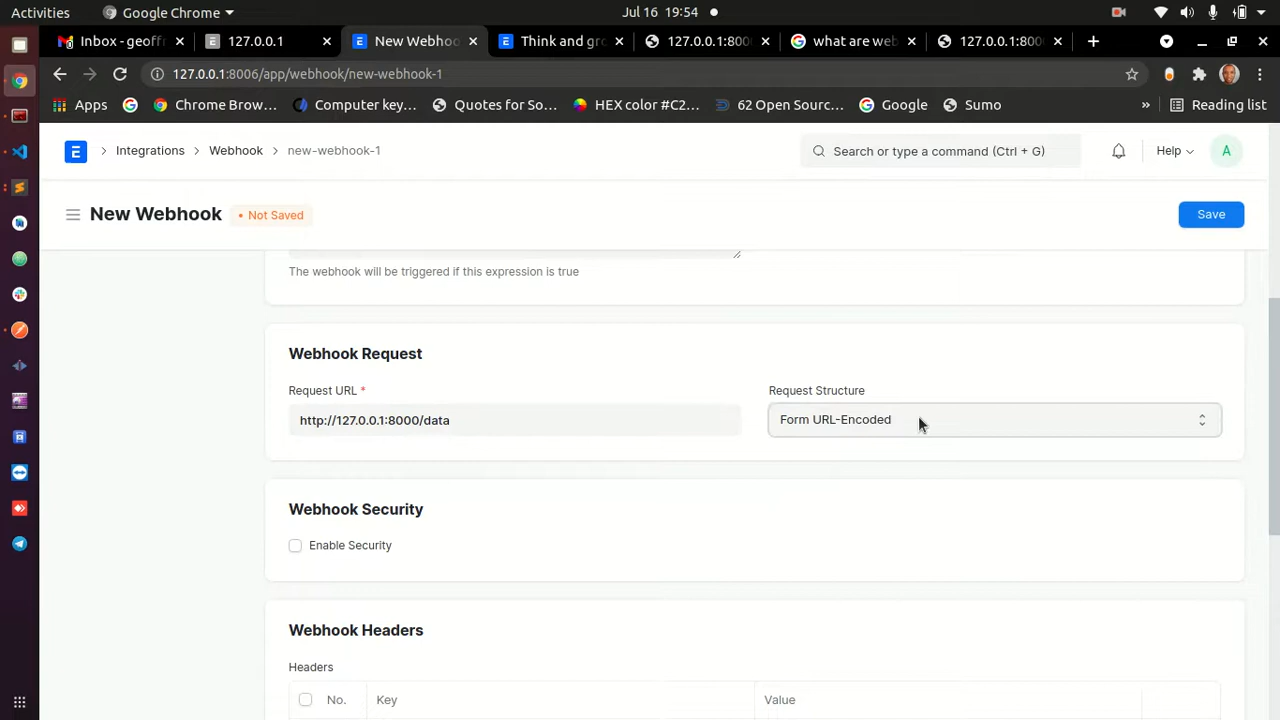 Activities
Google Chrome
Jul 16 19:54
Inbox - geoff
127.0.0.1
New Webhoo
Think and gro
127.0.0.1:800
what are web
127.0.0.1:800
127.0.0.1:8006/app/webhook/new-webhook-1
Apps
Chrome Brow...
Computer key...
Quotes for So...
HEX color #C2...
62 Open Sourc...
Google
Sumo
»
Reading list
E
Integrations
Webhook
new-webhook-1
Search or type a command (Ctrl + G)
Help
A
New Webhook
• Not Saved
Save
The webhook will be triggered if this expression is true
Webhook Request
Request URL *
Request Structure
http://127.0.0.1:8000/data
Form URL-Encoded
Webhook Security
Enable Security
Webhook Headers
Headers
No.
Key
Value